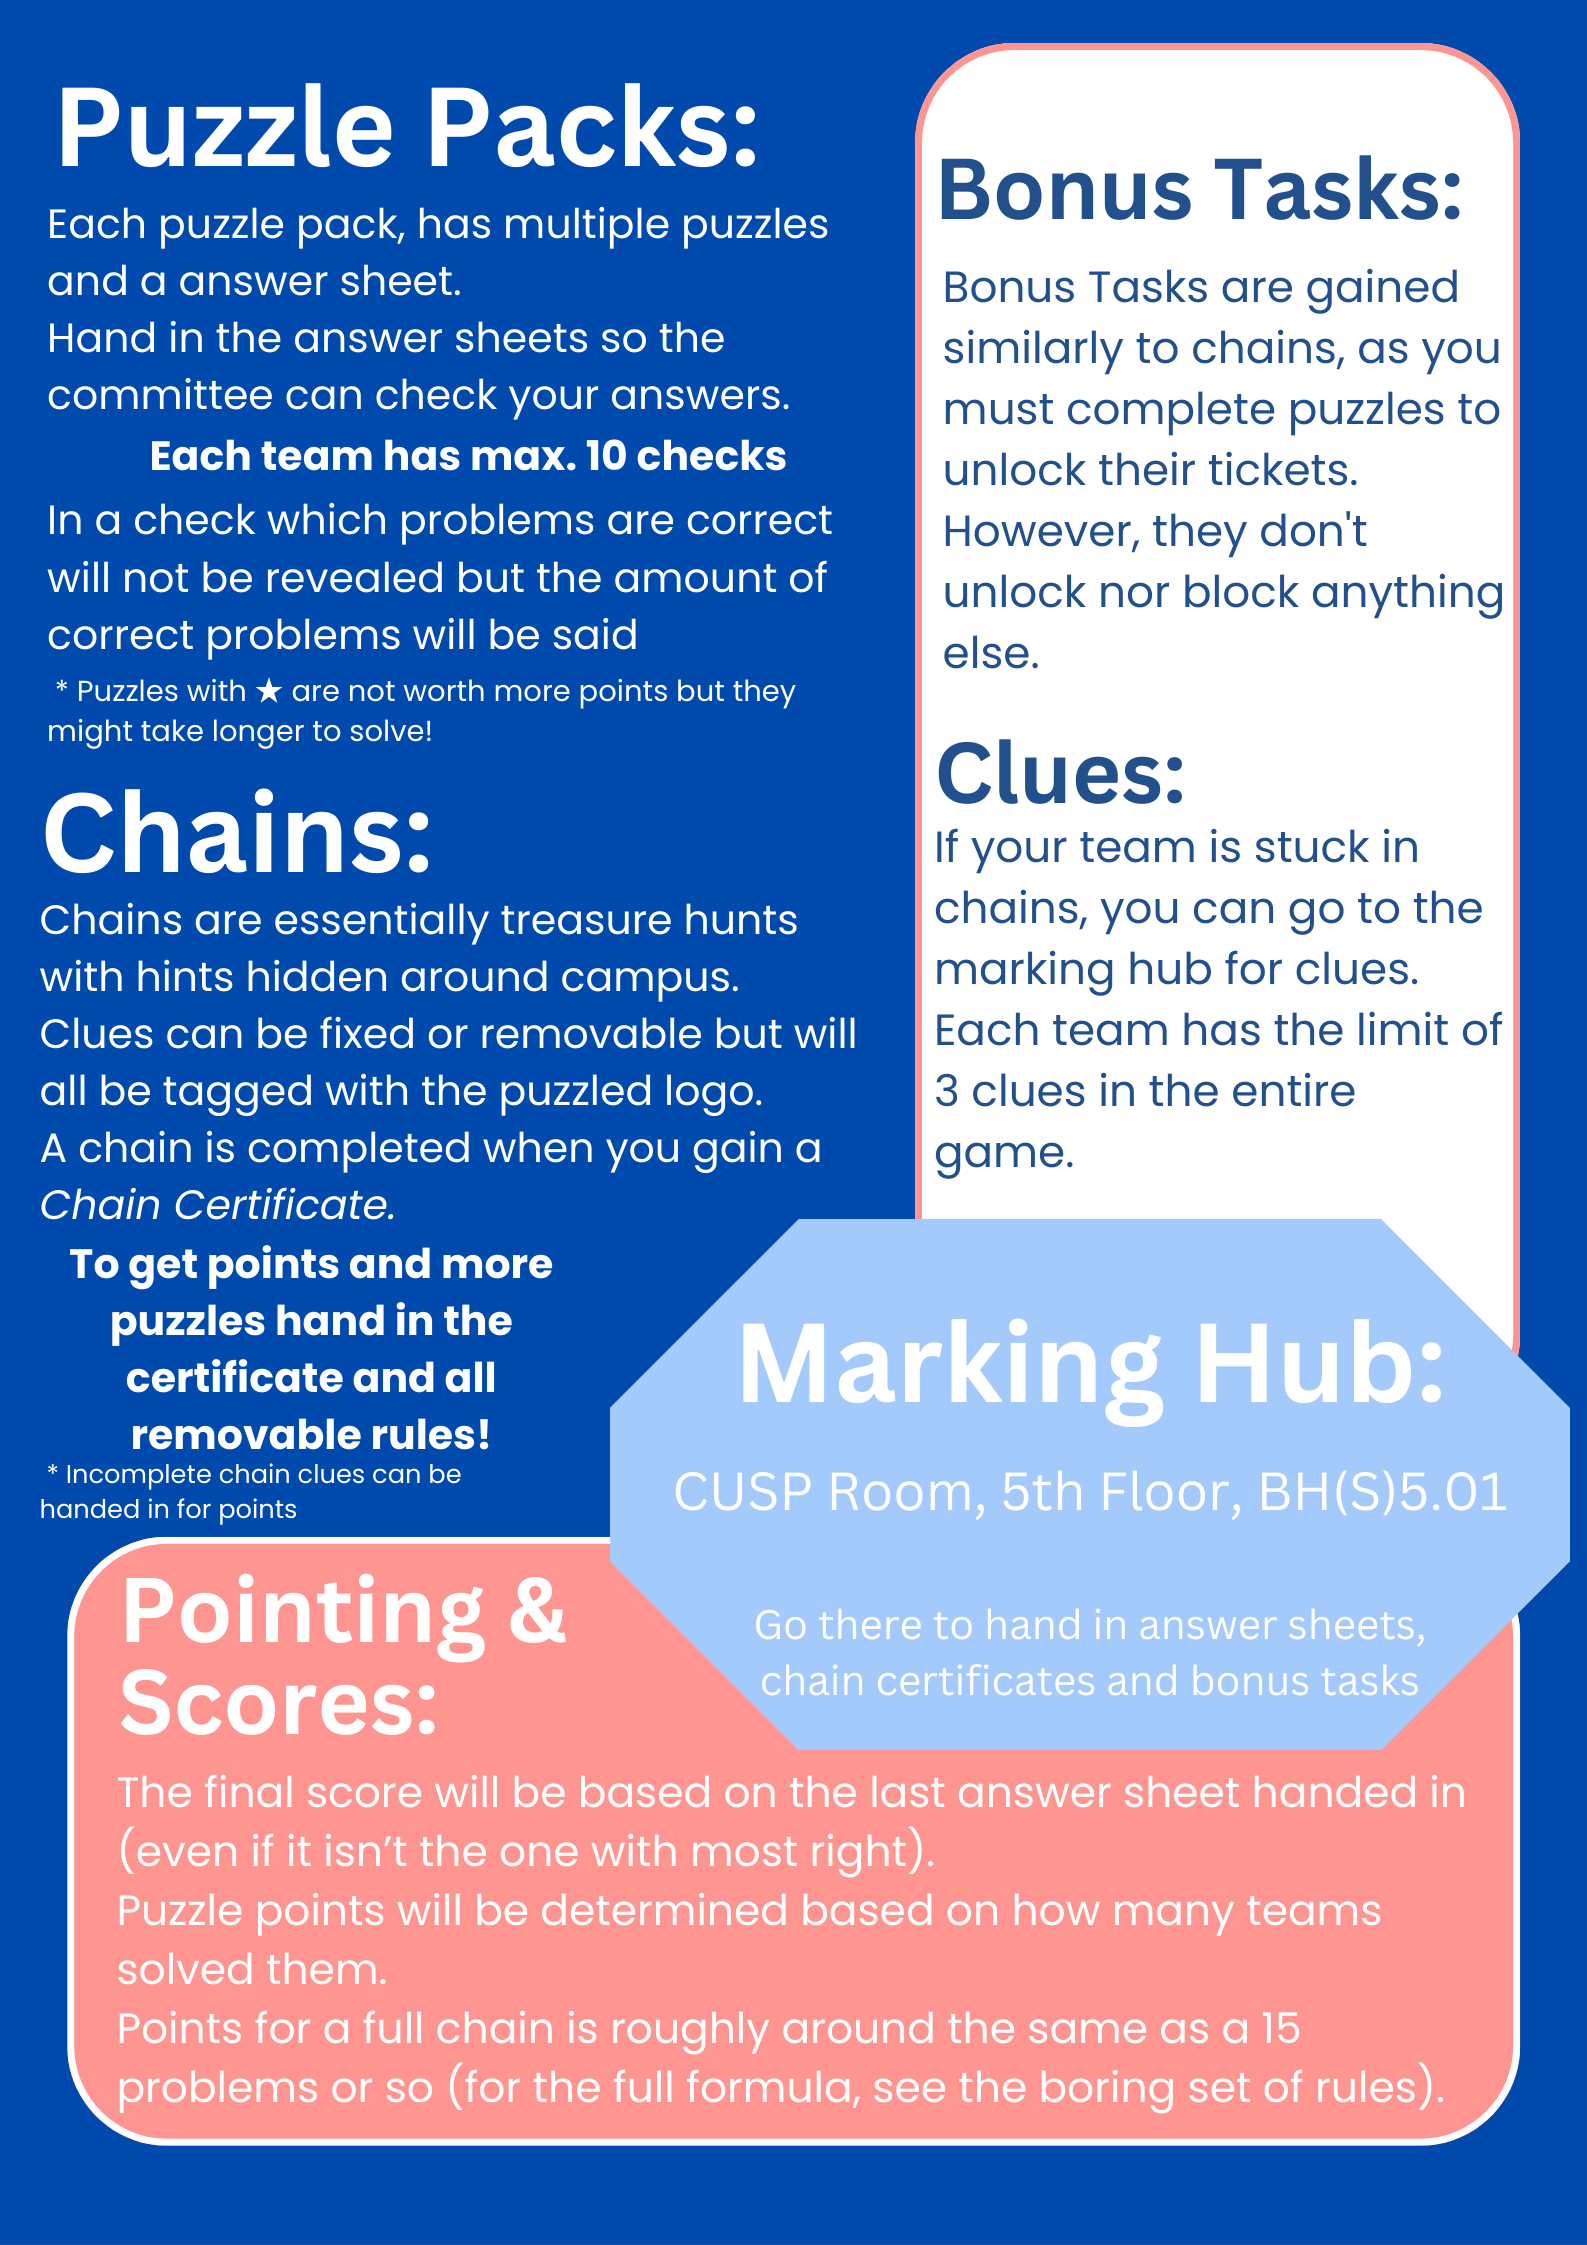 Puzzle Packs:
Each puzzle pack, has multiple puzzles
and a answer sheet.
Hand in the answer sheets so the
committee can check your answers.
Each team has max. 10 checks
In a check which problems are correct
will not be revealed but the amount of
correct problems will be said
* Puzzles with ★ are not worth more points but they
might take longer to solve!
Chains:
Chains are essentially treasure hunts
with hints hidden around campus.
Clues can be fixed or removable but will
all be tagged with the puzzled logo.
A chain is completed when you gain a
Chain Certificate.
To get points and more
puzzles hand in the
certificate and all
removable rules!
* Incomplete chain clues can be
handed in for points
Bonus Tasks:
Bonus Tasks are gained
similarly to chains, as you
must complete puzzles to
unlock their tickets.
However, they don't
unlock nor block anything
else.
Clues:
If your team is stuck in
chains, you can go to the
marking hub for clues.
Each team has the limit of
3 clues in the entire
game.
Marking Hub:
CUSP Room, 5th Floor, BH(S)5.01
Go there to hand in answer sheets,
chain certificates and bonus tasks
Pointing &
Scores:
The final score will be based on the last answer sheet handed in
(even if it isn’t the one with most right).
Puzzle points will be determined based on how many teams
solved them.
Points for a full chain is roughly around the same as a 15
problems or so (for the full formula, see the boring set of rules).